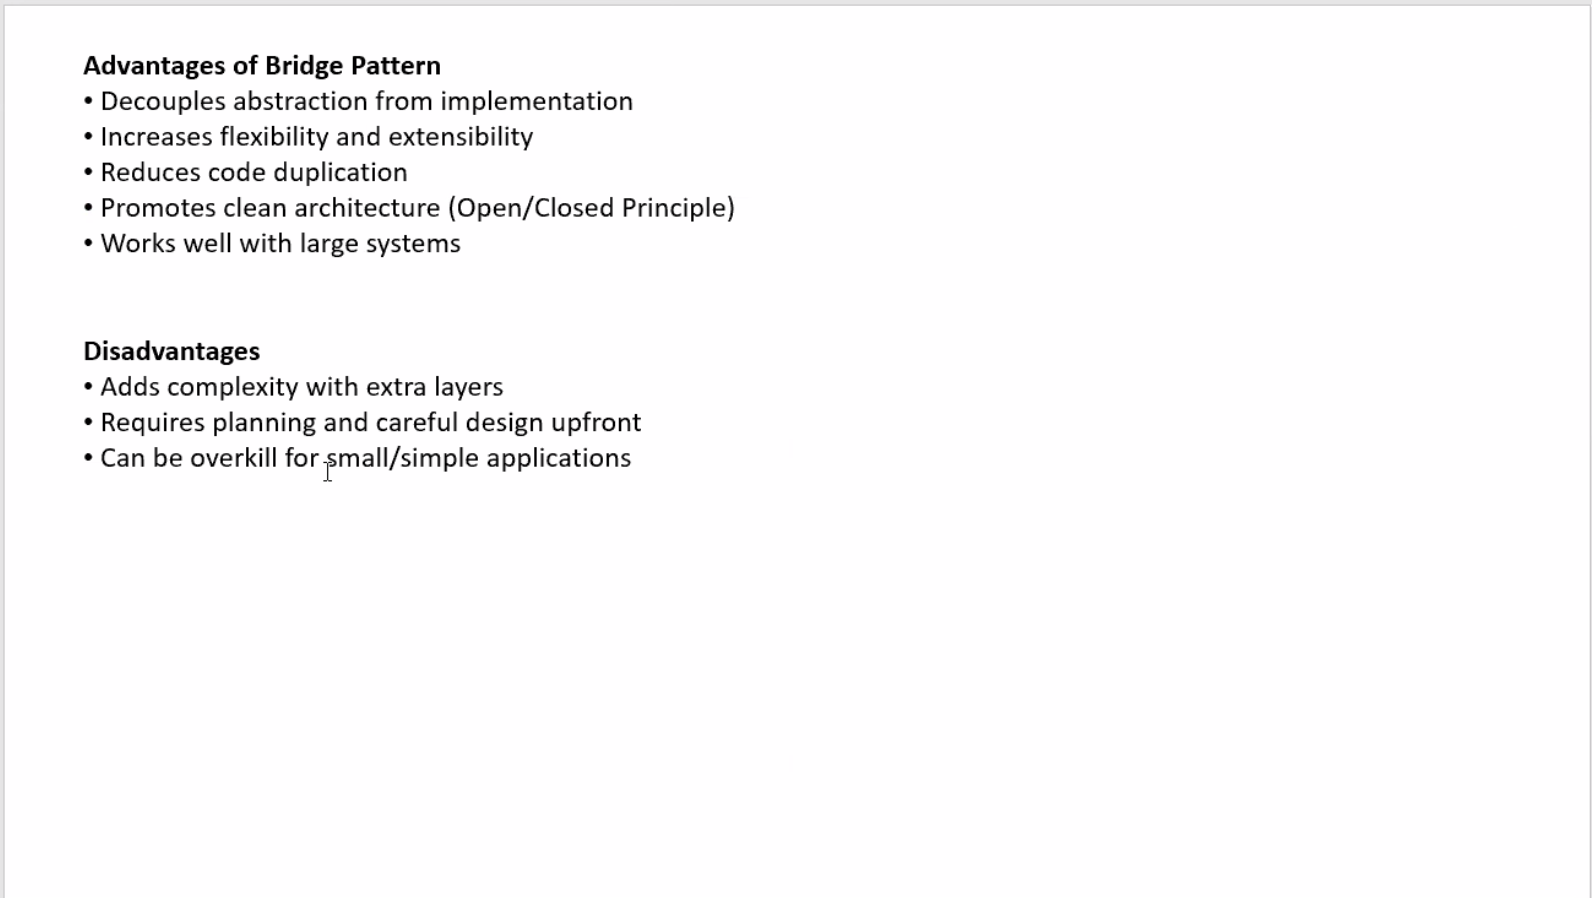 Advantages of Bridge Pattern
• Decouples abstraction from implementation
• Increases flexibility and extensibility
• Reduces code duplication
• Promotes clean architecture (Open/Closed Principle)
• Works well with large systems
Disadvantages
• Adds complexity with extra layers
• Requires planning and careful design upfront
• Can be overkill for small/simple applications